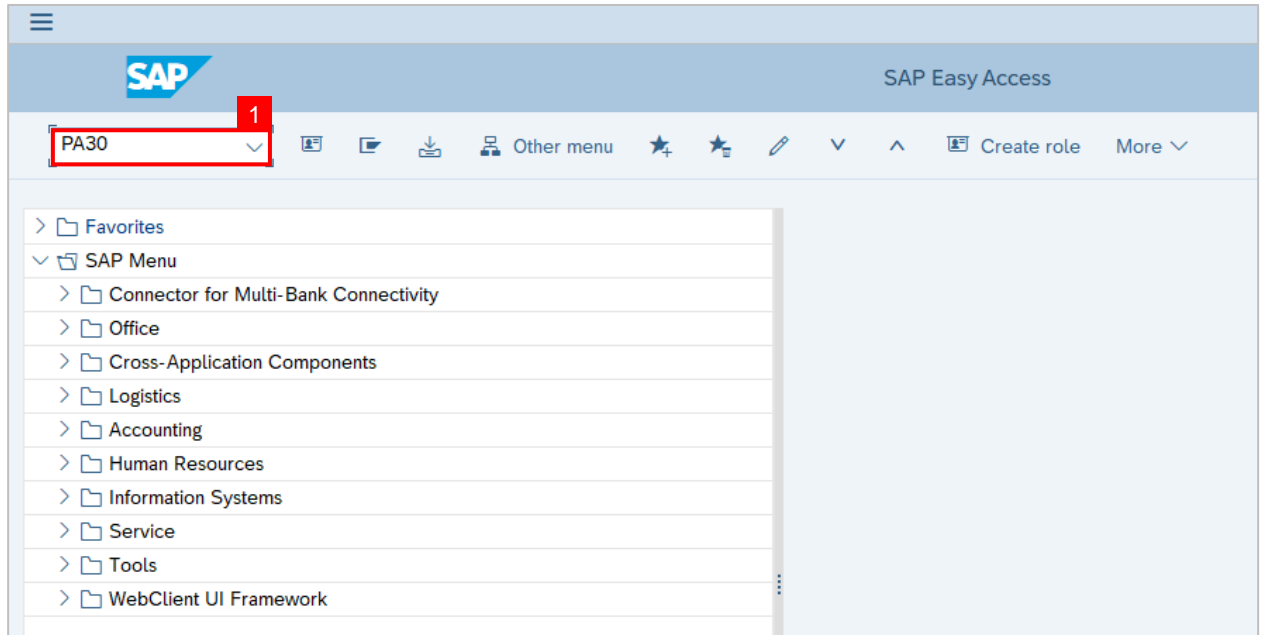 SAP
SAP Easy Access
1
PA30
Other menu
Create role
More
Favorites
SAP Menu
Connector for Multi-Bank Connectivity
Office
Cross-Application Components
Logistics
Accounting
Human Resources
Information Systems
Service
Tools
WebClient UI Framework